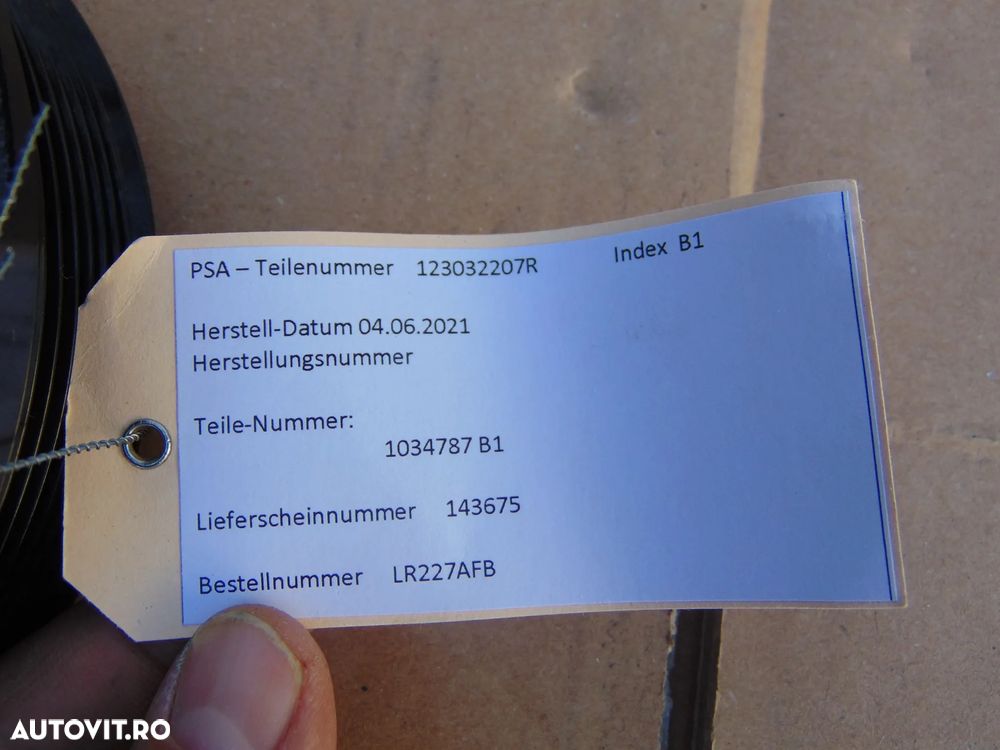 PSA – Teilenummer 123032207R Index B1
Herstell-Datum 04.06.2021
Herstellungsnummer
Teile-Nummer:
1034787 B1
Lieferscheinnummer 143675
Bestellnummer LR227AFB
AUTOVIT.RO